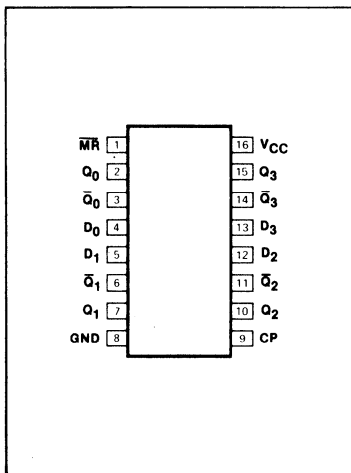 M̅R̅ 1 16 VCC
Q0 2 15 Q3
Q̅0 3 14 Q̅3
D0 4 13 D3
D1 5 12 D2
Q̅1 6 11 Q̅2
Q1 7 10 Q2
GND 8 9 CP